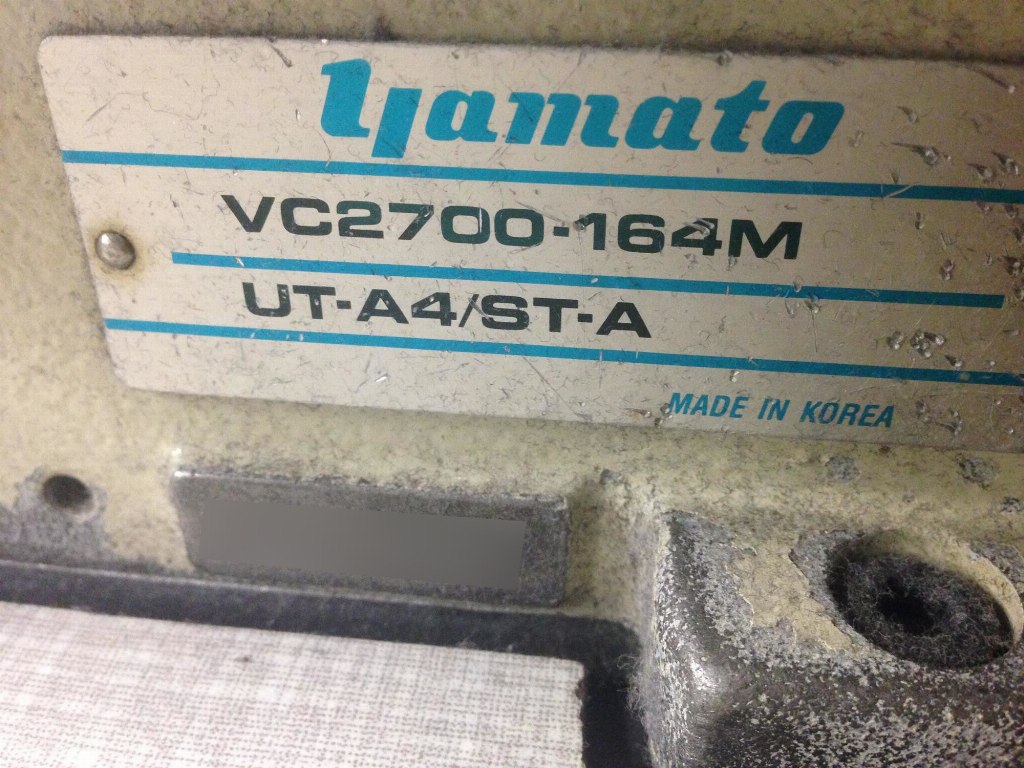 Yamato
VC2700-164M
UT-A4/ST-A
MADE IN KOREA